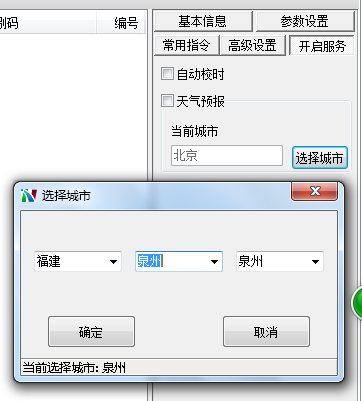 别码 编号
基本信息 参数设置
常用指令 高级设置 开启服务
自动校时
天气预报
当前城市
北京 选择城市
选择城市
福建 泉州 泉州
确定 取消
当前选择城市: 泉州